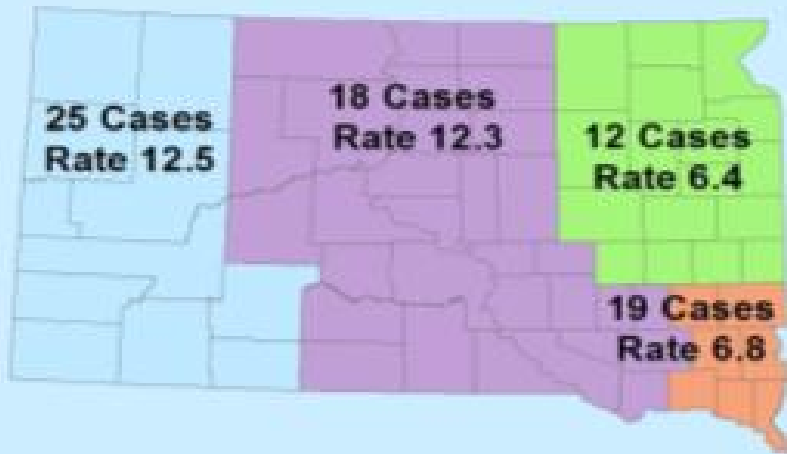 25 Cases
Rate 12.5
18 Cases
Rate 12.3
12 Cases
Rate 6.4
19 Cases
Rate 6.8